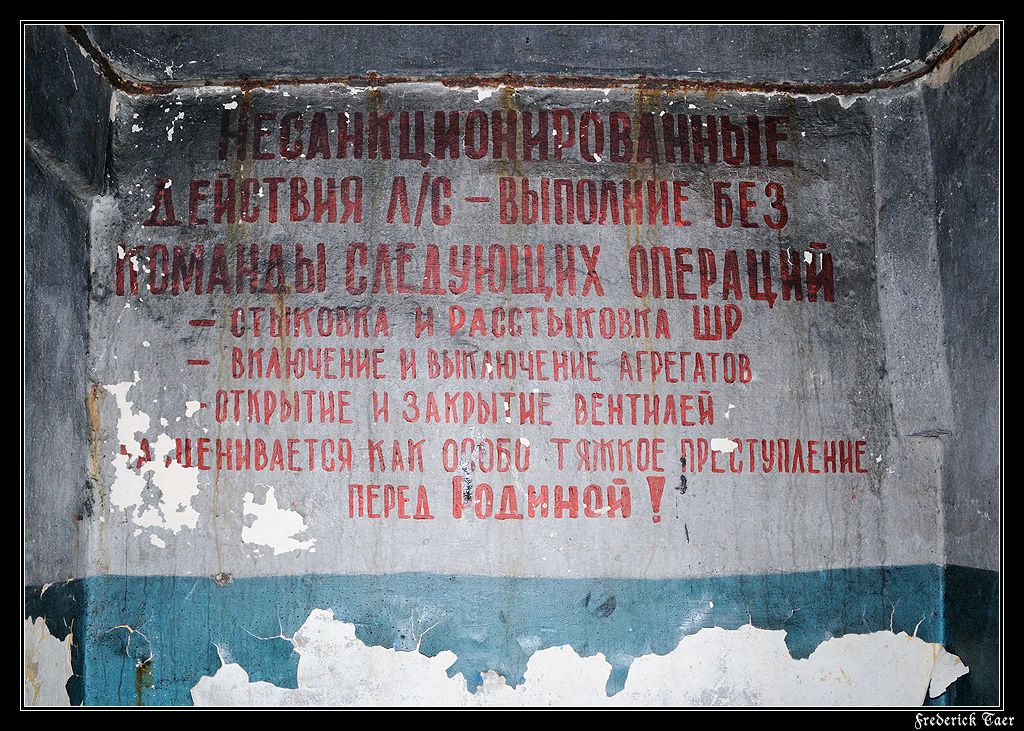 Несанкционированные
действия л/с – выполние без
команды следующих операций
– стыковка и расстыковка ШР
– включение и выключение агрегатов
- открытие и закрытие вентилей
как особо тяжкое преступление
перед Родиной!
Frederick Taer